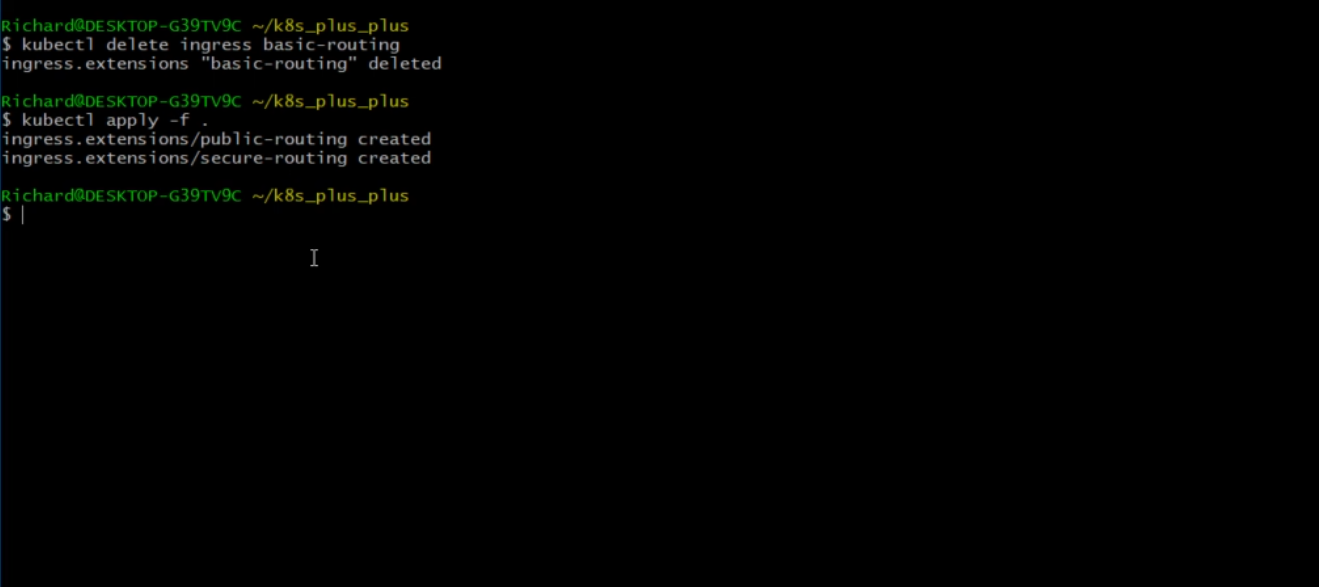 Richard@DESKTOP-G39TV9C ~/k8s_plus_plus
$ kubectl delete ingress basic-routing
ingress.extensions "basic-routing" deleted
Richard@DESKTOP-G39TV9C ~/k8s_plus_plus
$ kubectl apply -f .
ingress.extensions/public-routing created
ingress.extensions/secure-routing created
Richard@DESKTOP-G39TV9C ~/k8s_plus_plus
$